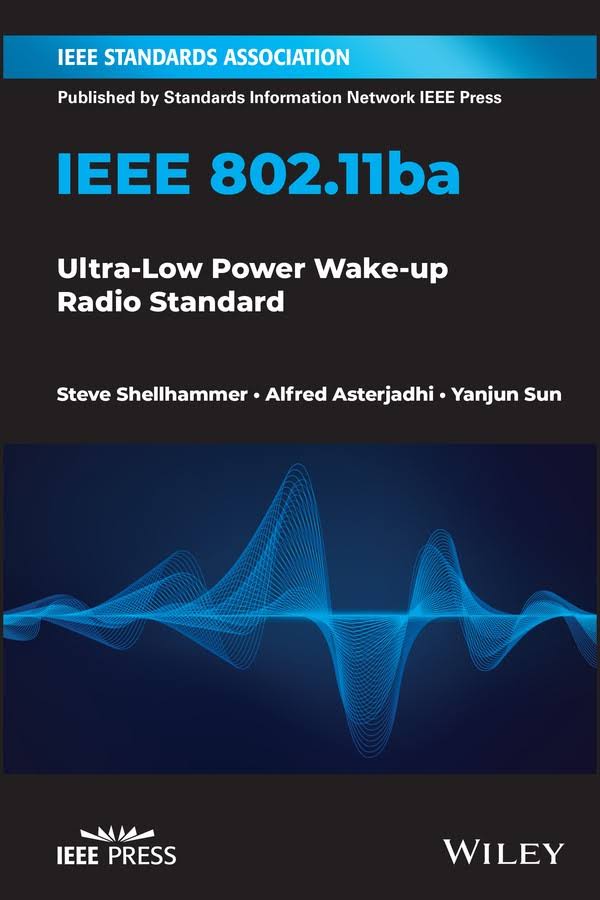 IEEE STANDARDS ASSOCIATION
Published by Standards Information Network IEEE Press
IEEE 802.11ba
Ultra-Low Power Wake-up
Radio Standard
Steve Shellhammer • Alfred Asterjadhi • Yanjun Sun
IEEE PRESS
WILEY